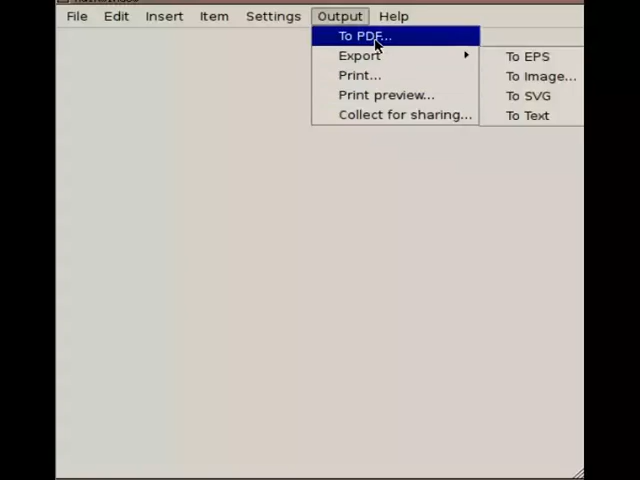 File Edit Insert Item Settings Output Help
To PDF...
Export
To EPS
Print...
To Image...
Print preview...
To SVG
Collect for sharing...
To Text